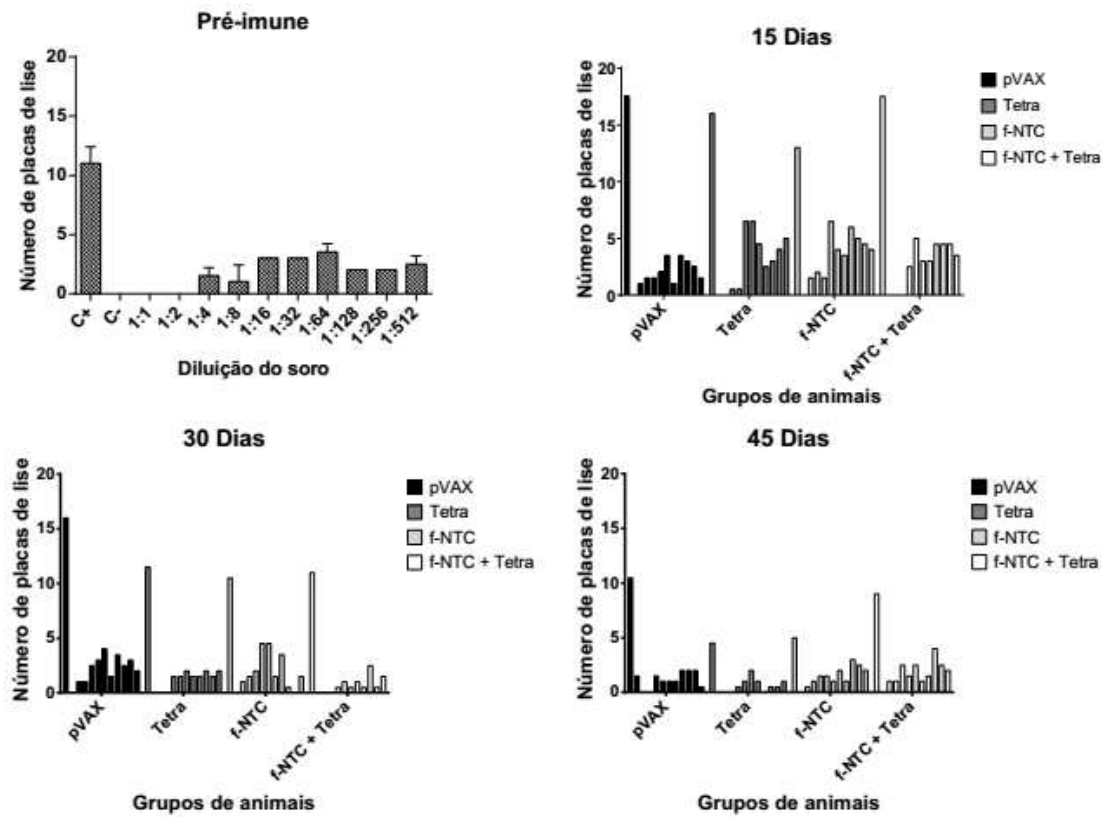 Pré-imune
20
15
10
5
0
Número de placas de lise
C+
C-
1:1
1:2
1:4
1:8
1:16
1:32
1:64
1:128
1:256
1:512
Diluição do soro
15 Dias
20
15
10
5
0
Número de placas de lise
pVAX
Tetra
f-NTC
f-NTC + Tetra
pVAX
Tetra
f-NTC
f-NTC + Tetra
Grupos de animais
30 Dias
20
15
10
5
0
Número de placas de lise
pVAX
Tetra
f-NTC
f-NTC + Tetra
pVAX
Tetra
f-NTC
f-NTC + Tetra
Grupos de animais
45 Dias
20
15
10
5
0
Número de placas de lise
pVAX
Tetra
f-NTC
f-NTC + Tetra
pVAX
Tetra
f-NTC
f-NTC + Tetra
Grupos de animais